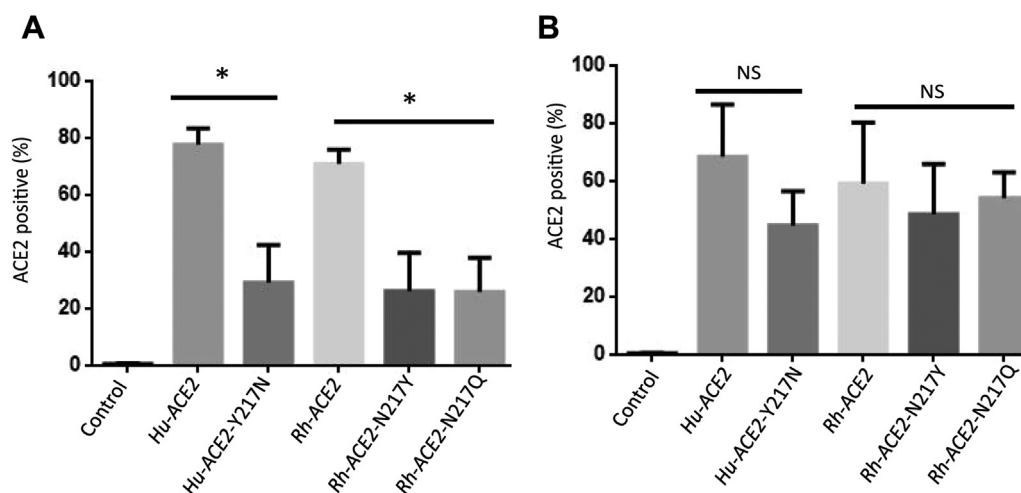 A
ACE2 positive (%)
100
80
60
40
20
0
*
*
Control
Hu-ACE2
Hu-ACE2-Y217N
Rh-ACE2
Rh-ACE2-N217Y
Rh-ACE2-N217Q
B
ACE2 positive (%)
100
80
60
40
20
0
NS
NS
Control
Hu-ACE2
Hu-ACE2-Y217N
Rh-ACE2
Rh-ACE2-N217Y
Rh-ACE2-N217Q